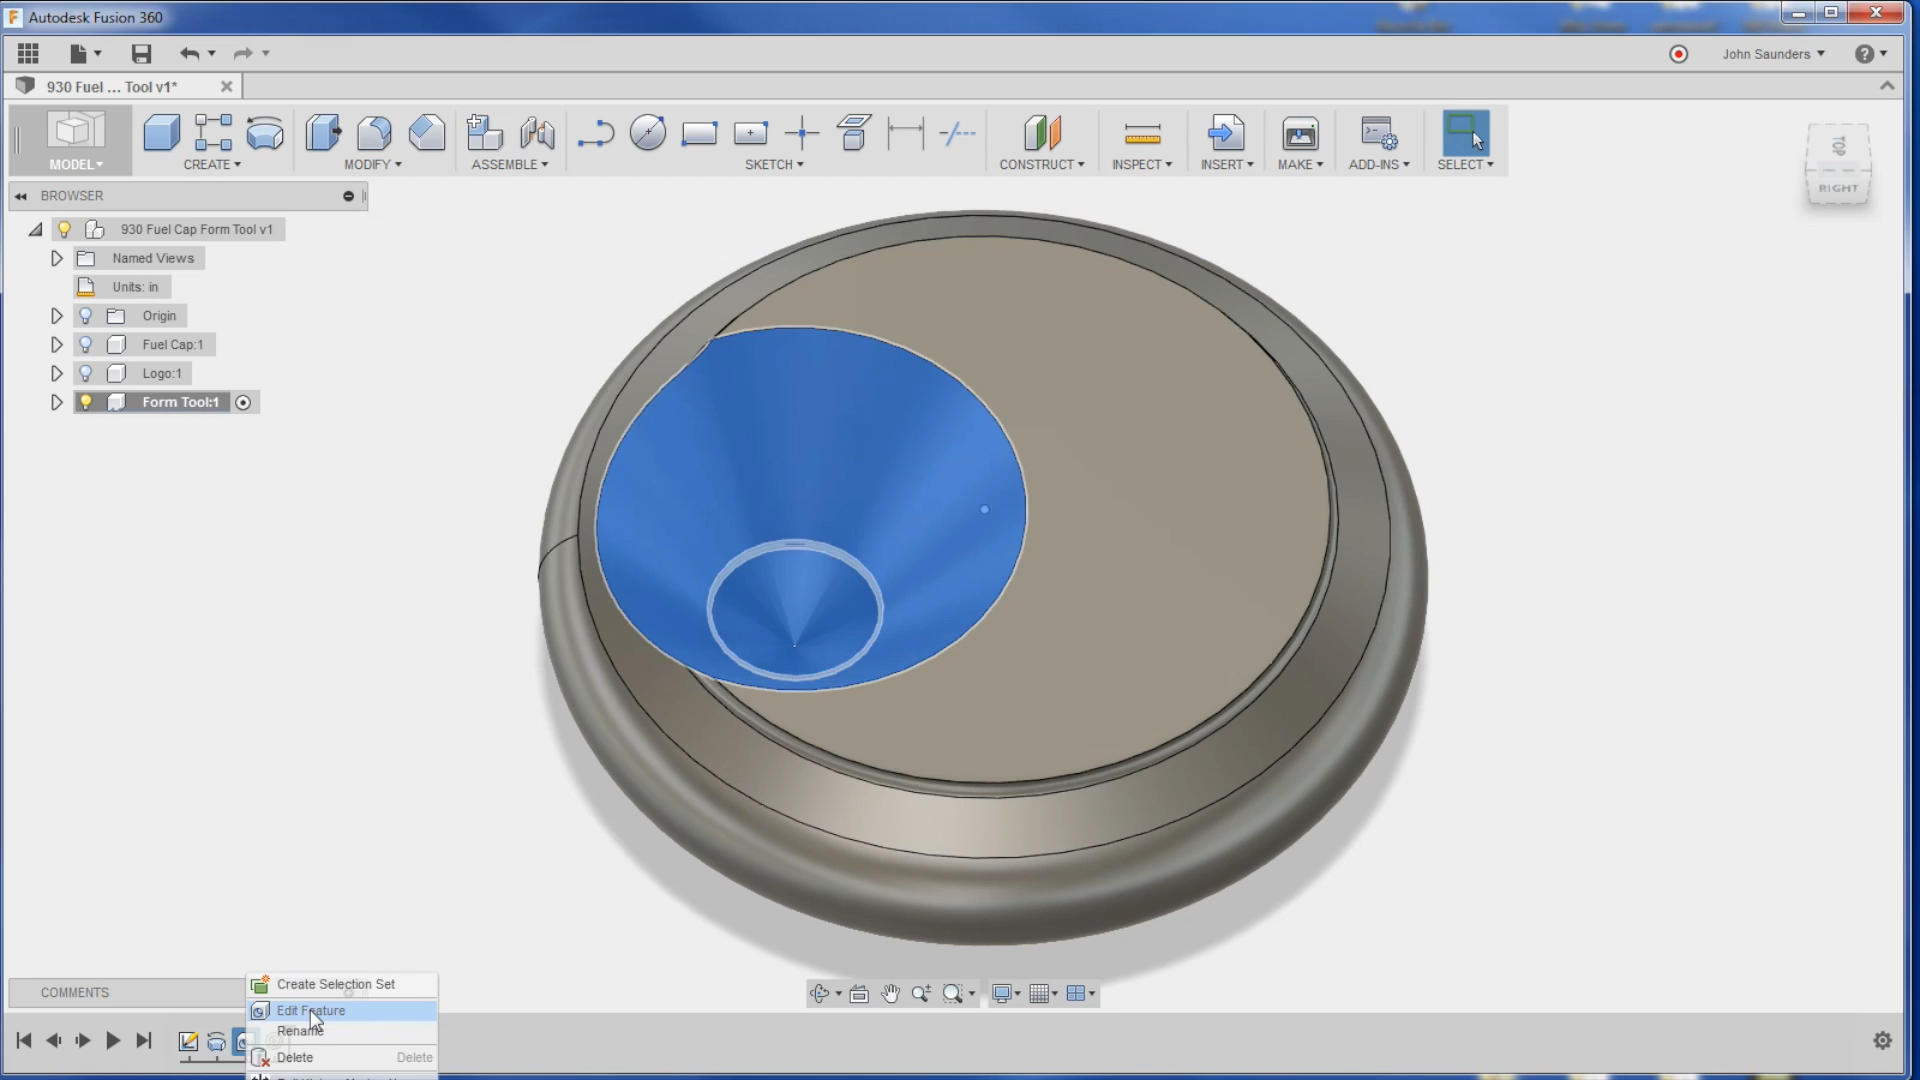 Autodesk Fusion 360
John Saunders
930 Fuel ... Tool v1*
MODEL
CREATE
MODIFY
ASSEMBLE
SKETCH
CONSTRUCT
INSPECT
INSERT
MAKE
ADD-INS
SELECT
TOP
RIGHT
BROWSER
930 Fuel Cap Form Tool v1
Named Views
Units: in
Origin
Fuel Cap:1
Logo:1
Form Tool:1
COMMENTS
Create Selection Set
Edit Feature
Rename
Delete Delete